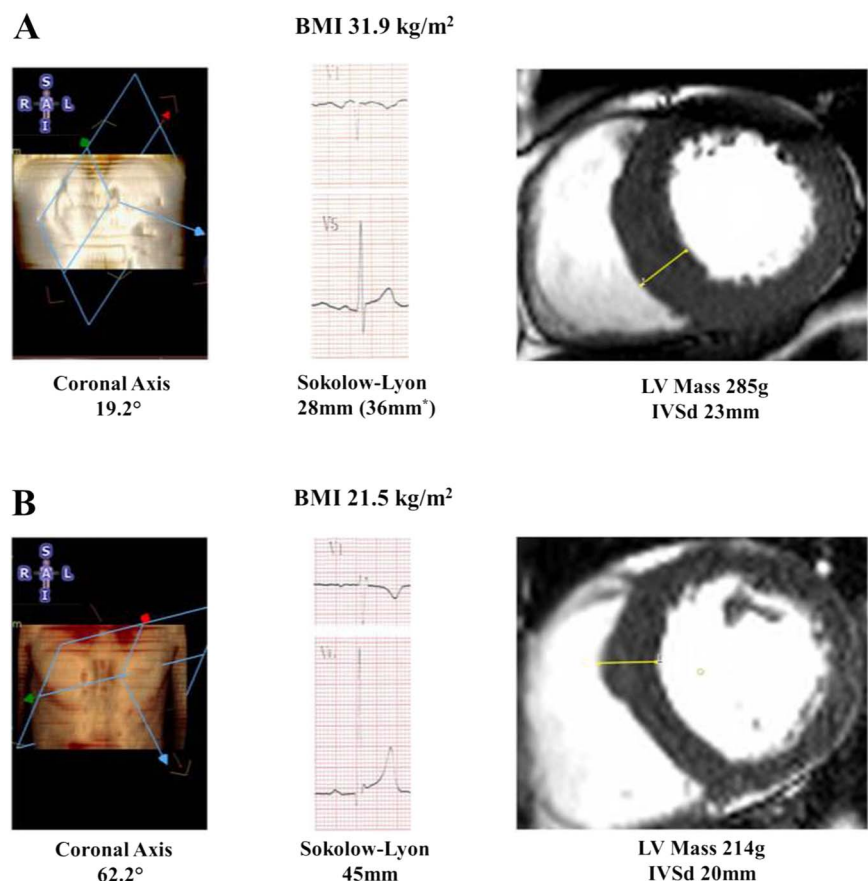 A
BMI 31.9 kg/m²
S
R A L
I
m
V1
V5
Coronal Axis
19.2°
Sokolow-Lyon
28mm (36mm*)
LV Mass 285g
IVSd 23mm
B
BMI 21.5 kg/m²
S
R A L
I
m
V1
Coronal Axis
62.2°
Sokolow-Lyon
45mm
LV Mass 214g
IVSd 20mm